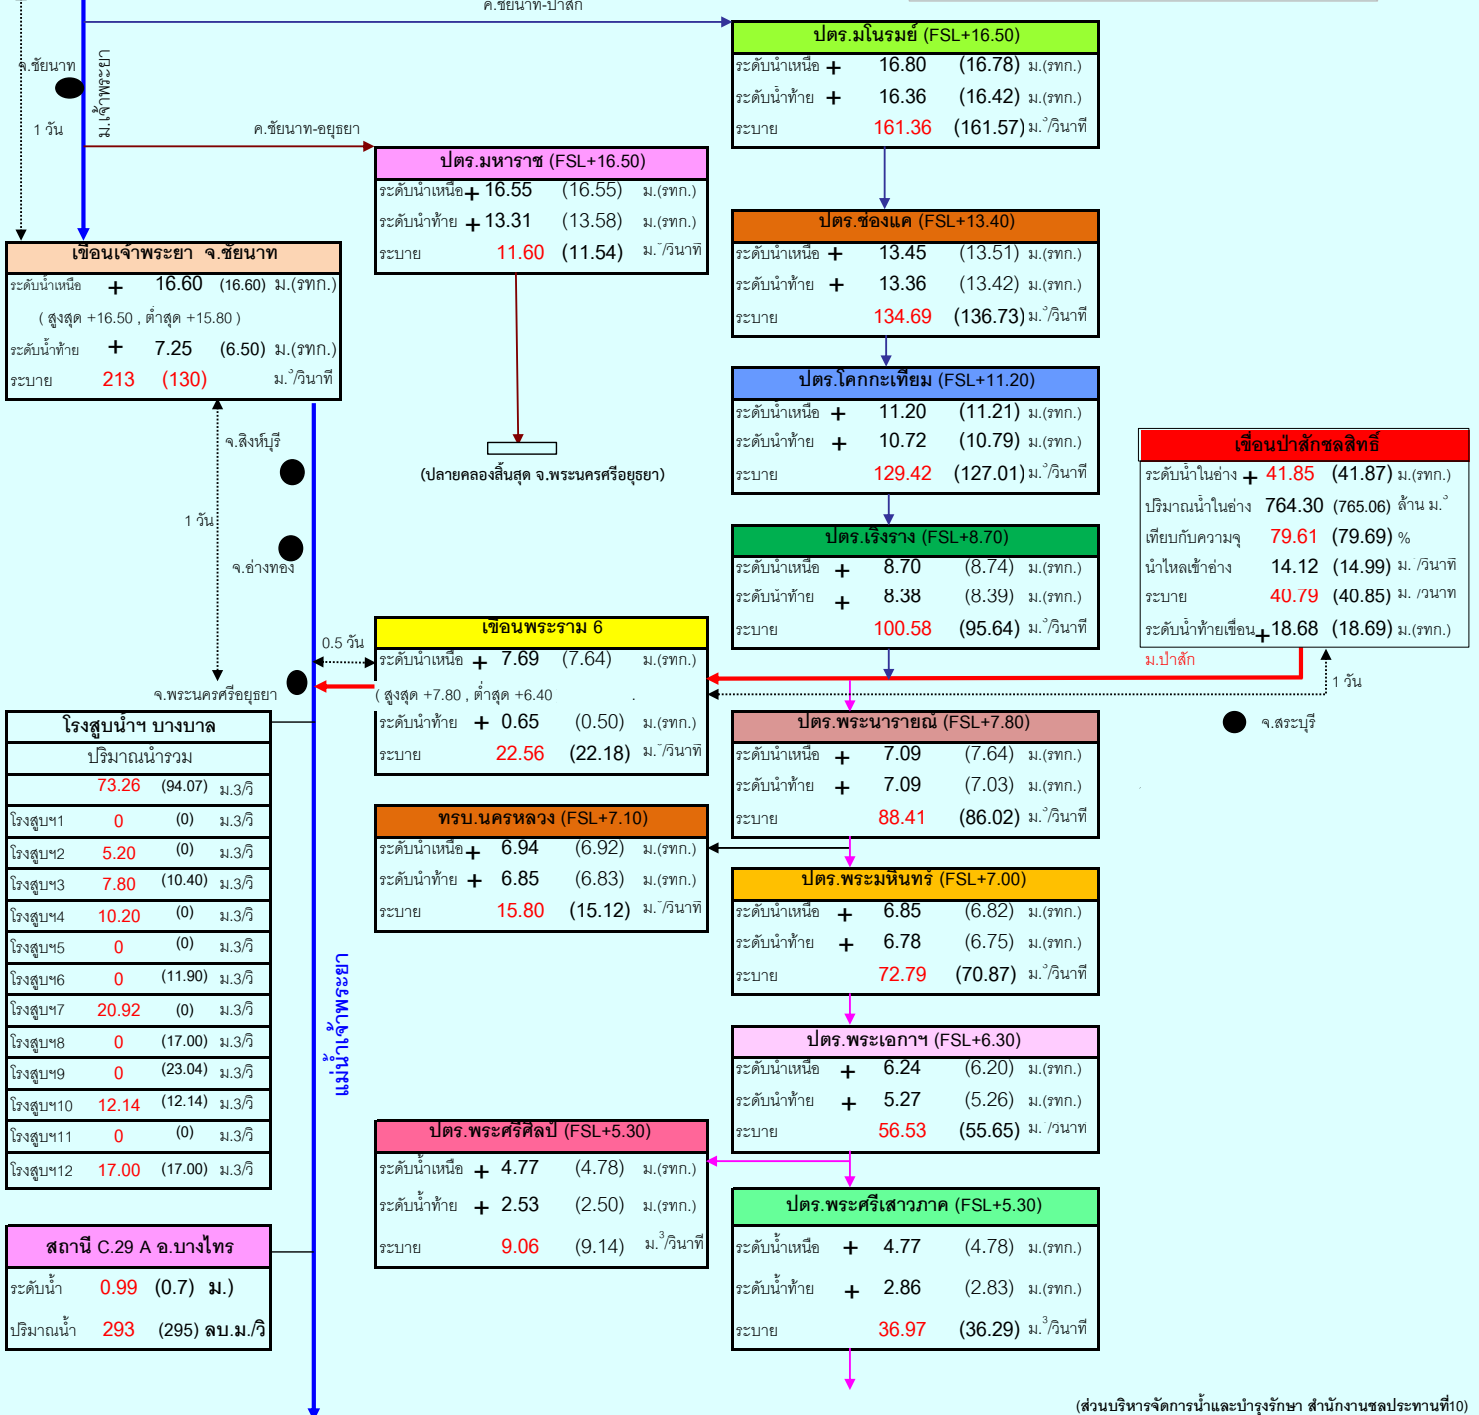 ค.ชัยนาท-ป่าสัก
จ.ชัยนาท
1 วัน
ม.เจ้าพระยา
ค.ชัยนาท-อยุธยา
ปตร.มโนรมย์ (FSL+16.50)
ระดับน้ำเหนือ + 16.80 (16.78) ม.(รทก.)
ระดับน้ำท้าย + 16.36 (16.42) ม.(รทก.)
ระบาย 161.36 (161.57) ม.³/วินาที
ปตร.มหาราช (FSL+16.50)
ระดับน้ำเหนือ + 16.55 (16.55) ม.(รทก.)
ระดับน้ำท้าย + 13.31 (13.58) ม.(รทก.)
ระบาย 11.60 (11.54) ม.³/วินาที
ปตร.ช่องแค (FSL+13.40)
ระดับน้ำเหนือ + 13.45 (13.51) ม.(รทก.)
ระดับน้ำท้าย + 13.36 (13.42) ม.(รทก.)
ระบาย 134.69 (136.73) ม.³/วินาที
เขื่อนเจ้าพระยา จ.ชัยนาท
ระดับน้ำเหนือ + 16.60 (16.60) ม.(รทก.)
( สูงสุด +16.50 , ต่ำสุด +15.80 )
ระดับน้ำท้าย + 7.25 (6.50) ม.(รทก.)
ระบาย 213 (130) ม.³/วินาที
ปตร.โคกกะเทียม (FSL+11.20)
ระดับน้ำเหนือ + 11.20 (11.21) ม.(รทก.)
ระดับน้ำท้าย + 10.72 (10.79) ม.(รทก.)
ระบาย 129.42 (127.01) ม.³/วินาที
จ.สิงห์บุรี
1 วัน
จ.อ่างทอง
(ปลายคลองสิ้นสุด จ.พระนครศรีอยุธยา)
เขื่อนป่าสักชลสิทธิ์
ระดับน้ำในอ่าง + 41.85 (41.87) ม.(รทก.)
ปริมาณน้ำในอ่าง 764.30 (765.06) ล้าน ม.³
เทียบกับความจุ 79.61 (79.69) %
น้ำไหลเข้าอ่าง 14.12 (14.99) ม.³/วินาที
ระบาย 40.79 (40.85) ม.³/วินาที
ระดับน้ำท้ายเขื่อน + 18.68 (18.69) ม.(รทก.)
ม.ป่าสัก
1 วัน
จ.สระบุรี
ปตร.เริงราง (FSL+8.70)
ระดับน้ำเหนือ + 8.70 (8.74) ม.(รทก.)
ระดับน้ำท้าย + 8.38 (8.39) ม.(รทก.)
ระบาย 100.58 (95.64) ม.³/วินาที
0.5 วัน
จ.พระนครศรีอยุธยา
เขื่อนพระราม 6
ระดับน้ำเหนือ + 7.69 (7.64) ม.(รทก.)
( สูงสุด +7.80 , ต่ำสุด +6.40
ระดับน้ำท้าย + 0.65 (0.50) ม.(รทก.)
ระบาย 22.56 (22.18) ม.³/วินาที
ปตร.พระนารายณ์ (FSL+7.80)
ระดับน้ำเหนือ + 7.09 (7.64) ม.(รทก.)
ระดับน้ำท้าย + 7.09 (7.03) ม.(รทก.)
ระบาย 88.41 (86.02) ม.³/วินาที
โรงสูบน้ำฯ บางบาล
ปริมาณน้ำรวม
73.26 (94.07) ม.3/วิ
โรงสูบฯ1 0 (0) ม.3/วิ
โรงสูบฯ2 5.20 (0) ม.3/วิ
โรงสูบฯ3 7.80 (10.40) ม.3/วิ
โรงสูบฯ4 10.20 (0) ม.3/วิ
โรงสูบฯ5 0 (0) ม.3/วิ
โรงสูบฯ6 0 (11.90) ม.3/วิ
โรงสูบฯ7 20.92 (0) ม.3/วิ
โรงสูบฯ8 0 (17.00) ม.3/วิ
โรงสูบฯ9 0 (23.04) ม.3/วิ
โรงสูบฯ10 12.14 (12.14) ม.3/วิ
โรงสูบฯ11 0 (0) ม.3/วิ
โรงสูบฯ12 17.00 (17.00) ม.3/วิ
ทรบ.นครหลวง (FSL+7.10)
ระดับน้ำเหนือ + 6.94 (6.92) ม.(รทก.)
ระดับน้ำท้าย + 6.85 (6.83) ม.(รทก.)
ระบาย 15.80 (15.12) ม.³/วินาที
ปตร.พระมหินทร์ (FSL+7.00)
ระดับน้ำเหนือ + 6.85 (6.82) ม.(รทก.)
ระดับน้ำท้าย + 6.78 (6.75) ม.(รทก.)
ระบาย 72.79 (70.87) ม.³/วินาที
แม่น้ำเจ้าพระยา
ปตร.พระเอกาฯ (FSL+6.30)
ระดับน้ำเหนือ + 6.24 (6.20) ม.(รทก.)
ระดับน้ำท้าย + 5.27 (5.26) ม.(รทก.)
ระบาย 56.53 (55.65) ม.³/วินาที
ปตร.พระศรีศิลป์ (FSL+5.30)
ระดับน้ำเหนือ + 4.77 (4.78) ม.(รทก.)
ระดับน้ำท้าย + 2.53 (2.50) ม.(รทก.)
ระบาย 9.06 (9.14) ม.³/วินาที
ปตร.พระศรีเสาวภาค (FSL+5.30)
ระดับน้ำเหนือ + 4.77 (4.78) ม.(รทก.)
ระดับน้ำท้าย + 2.86 (2.83) ม.(รทก.)
ระบาย 36.97 (36.29) ม.³/วินาที
สถานี C.29 A อ.บางไทร
ระดับน้ำ 0.99 (0.7) ม.)
ปริมาณน้ำ 293 (295) ลบ.ม./วิ
(ส่วนบริหารจัดการน้ำและบำรุงรักษา สำนักงานชลประทานที่10)